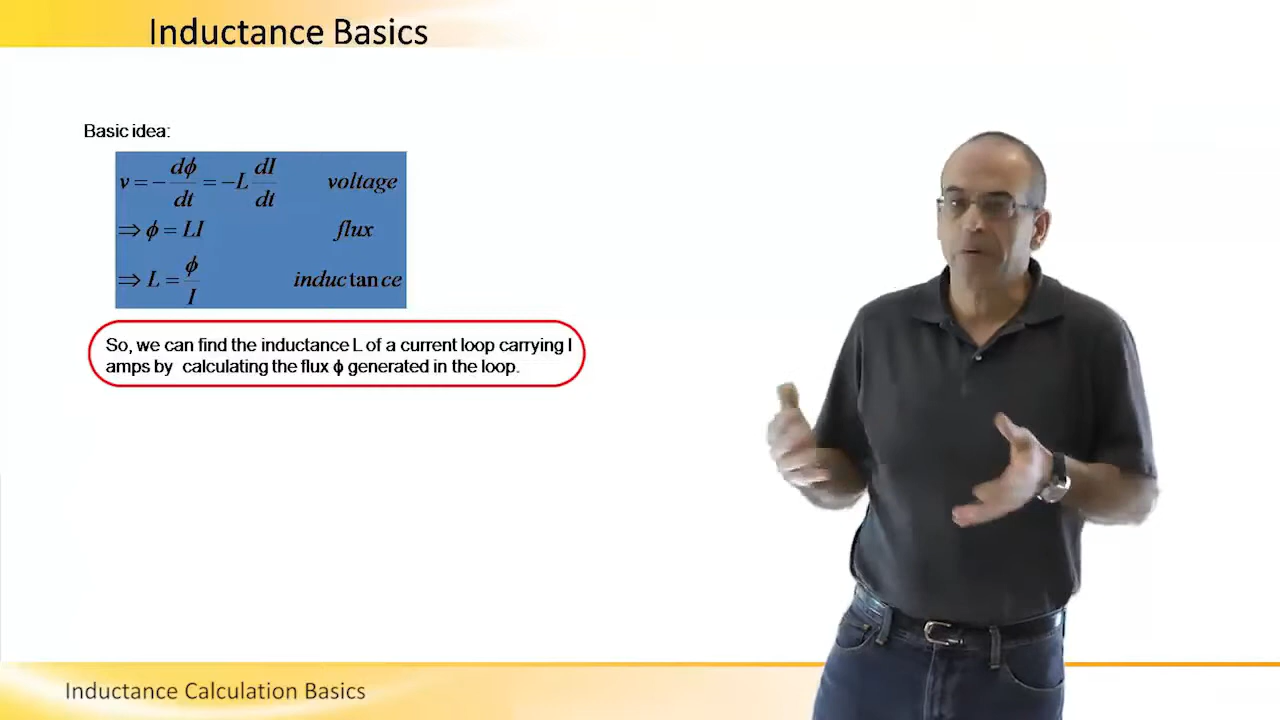 Inductance Basics
Basic idea:
v = − dϕ/dt = −L dI/dt voltage
⇒ ϕ = LI flux
⇒ L = ϕ/I inductance
So, we can find the inductance L of a current loop carrying I
amps by calculating the flux ϕ generated in the loop.
Inductance Calculation Basics